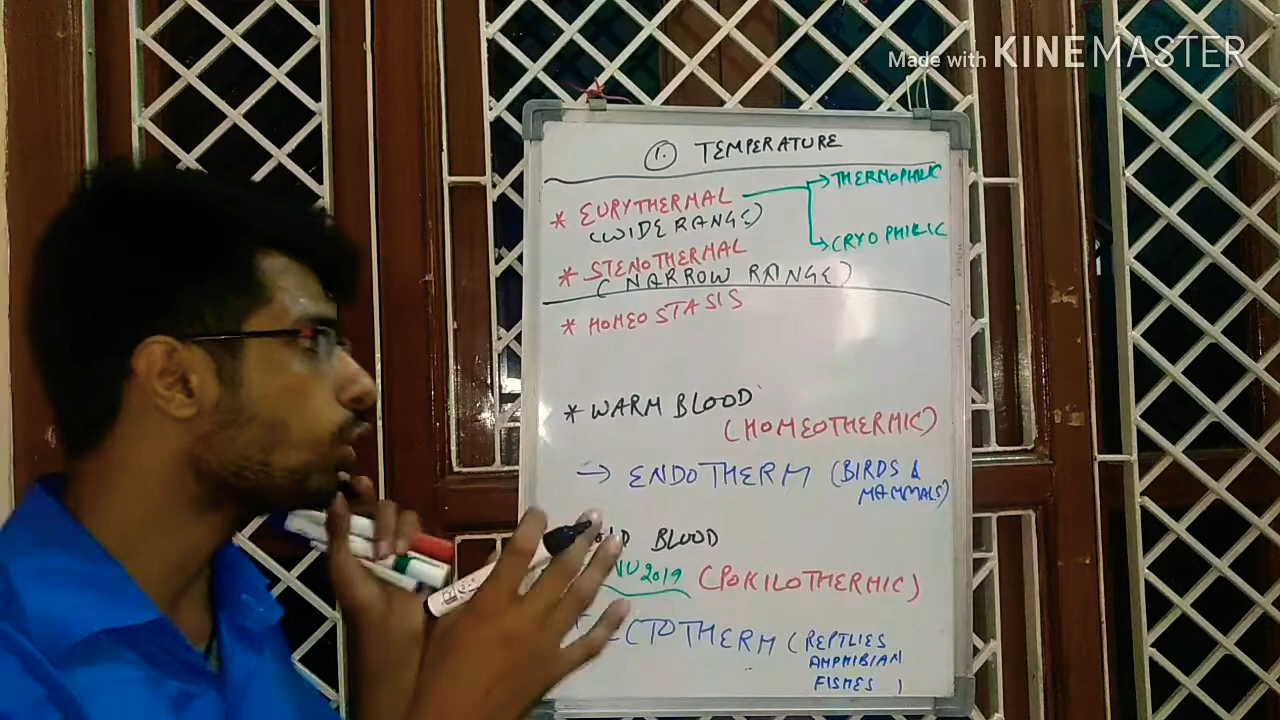 Made with KINEMASTER
1. TEMPERATURE
* EURYTHERMAL → THERMOPHILIC
(WIDE RANGE) → CRYOPHILIC
* STENOTHERMAL
(NARROW RANGE)
* HOMEOSTASIS
* WARM BLOOD
(HOMEOTHERMIC)
→ ENDOTHERM (BIRDS &
MAMMALS)
BLOOD
2019 (POKILOTHERMIC)
ECTOTHERM (REPTLIES
AMPHIBIAN
FISHES )